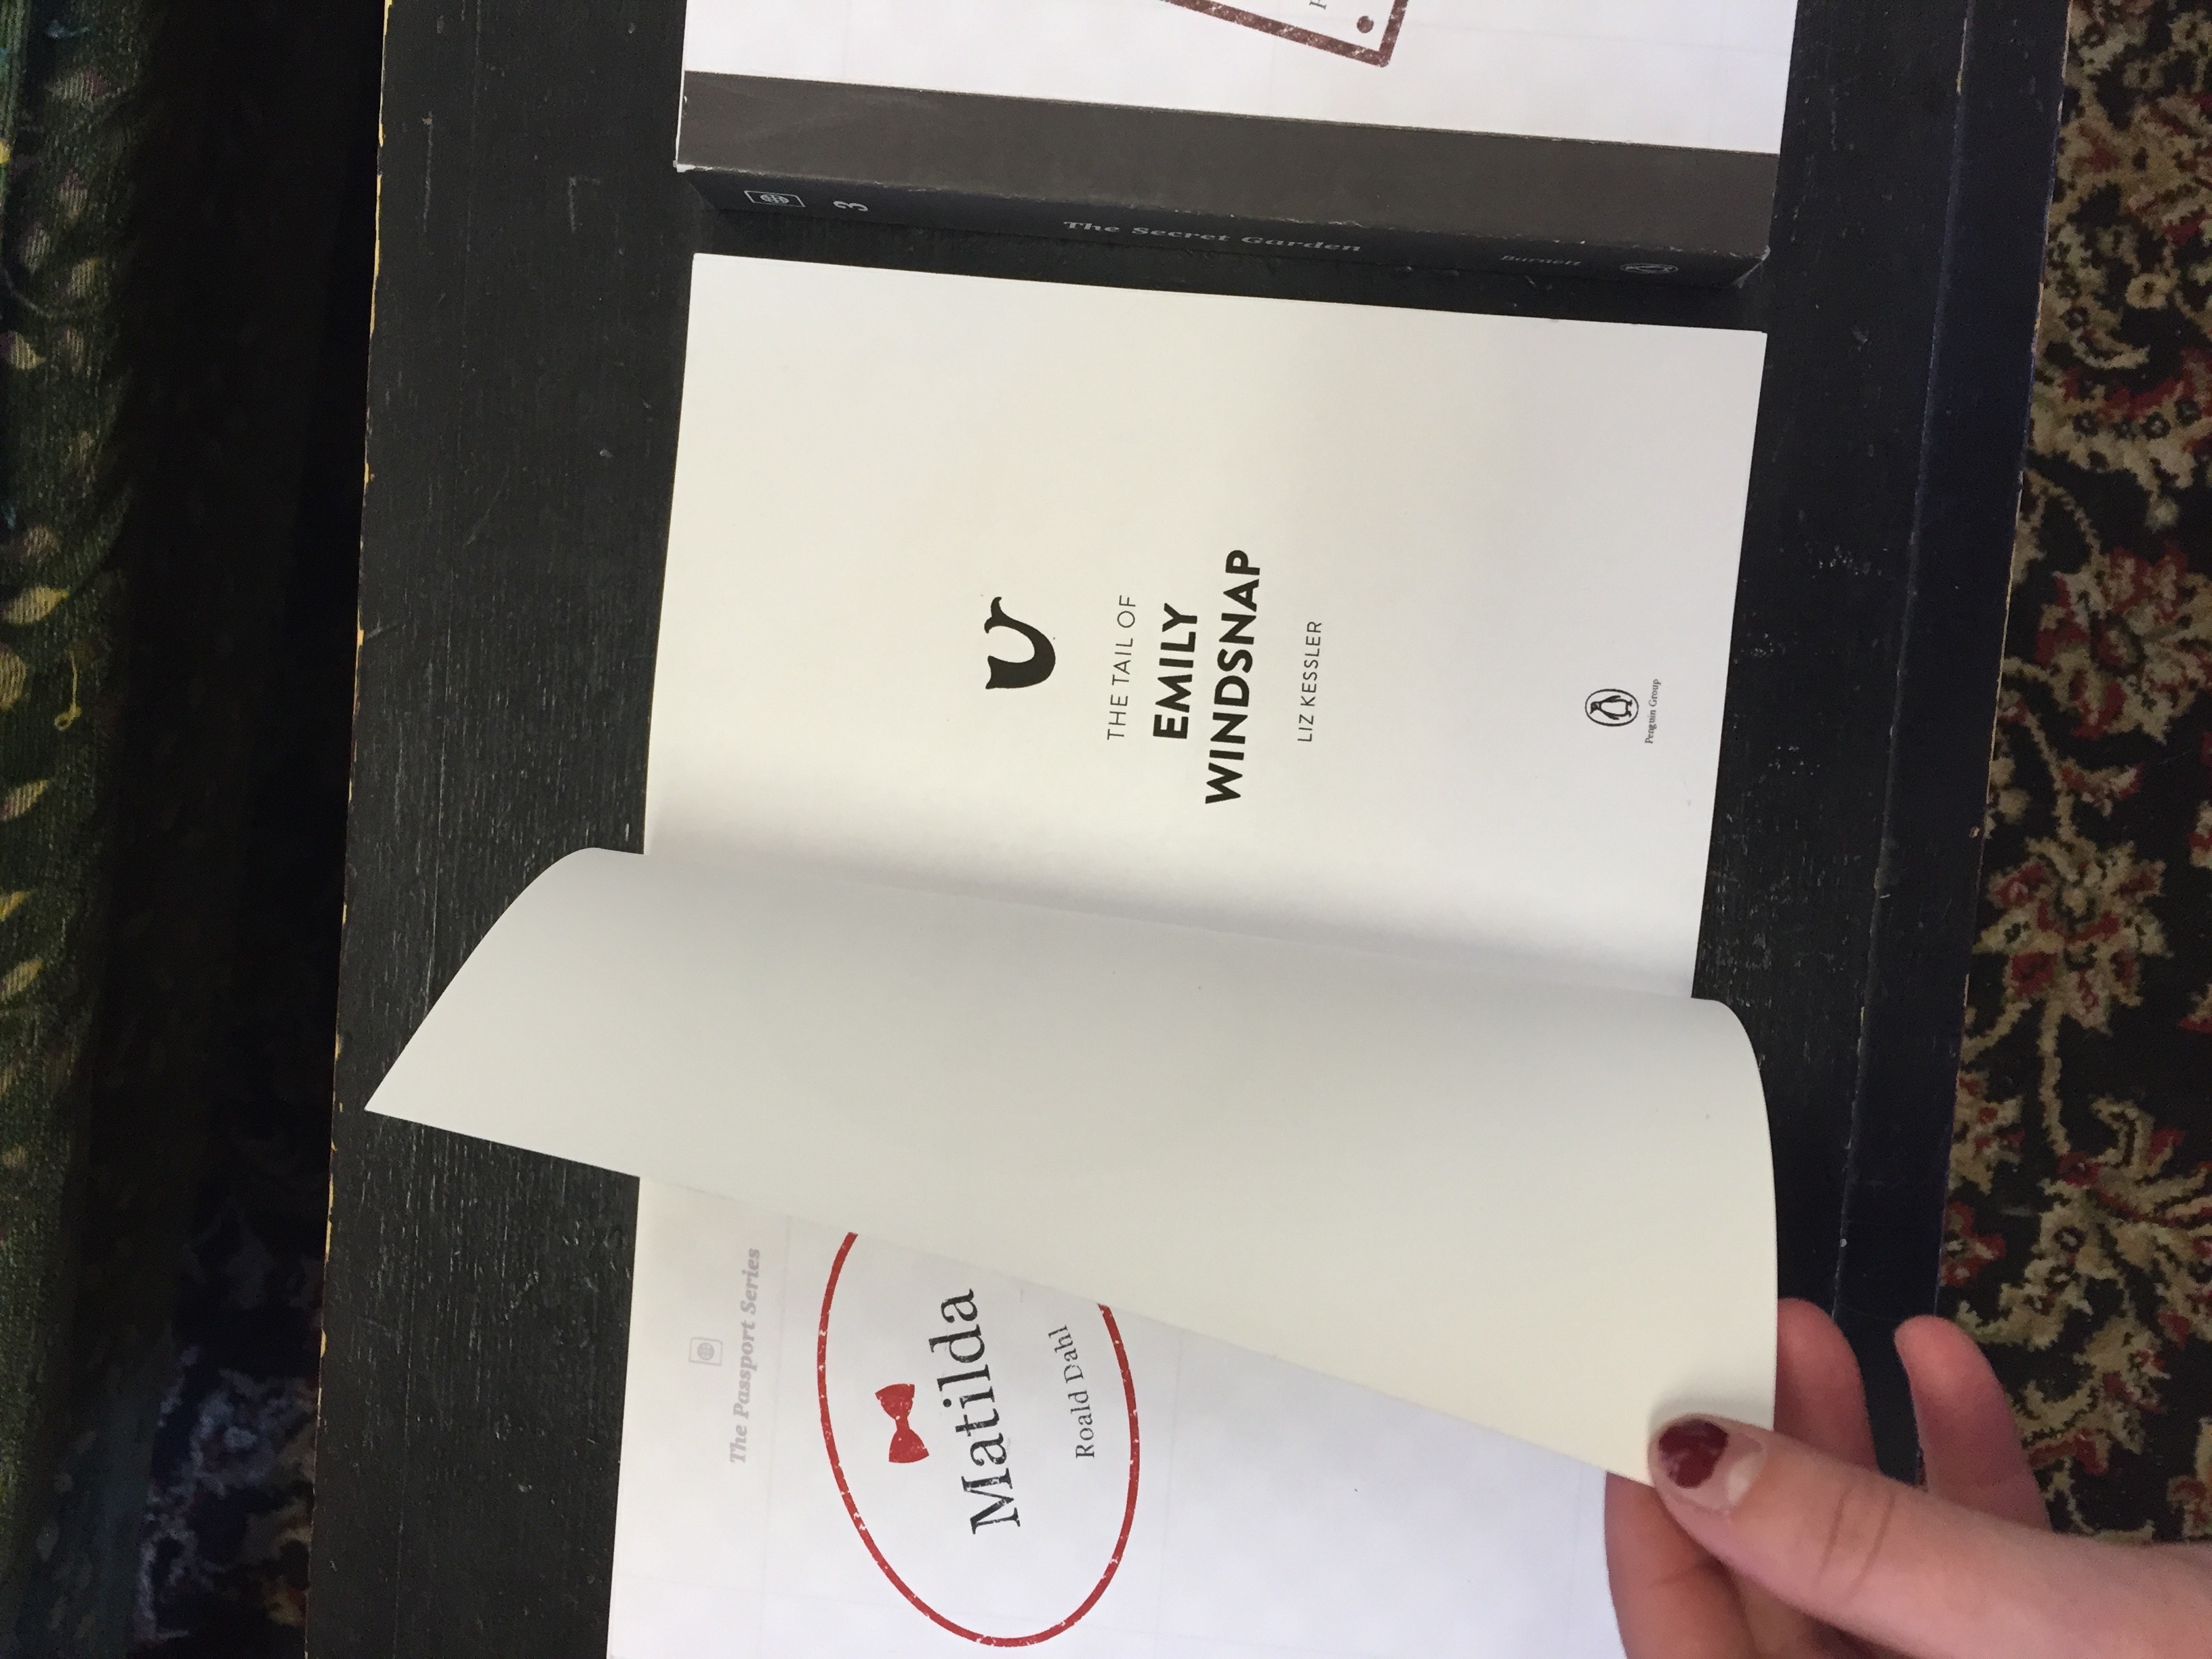 3
The Secret Garden
Burnett
THE TAIL OF
EMILY
WINDSNAP
LIZ KESSLER
Penguin Group
The Passport Series
Matilda
Roald Dahl